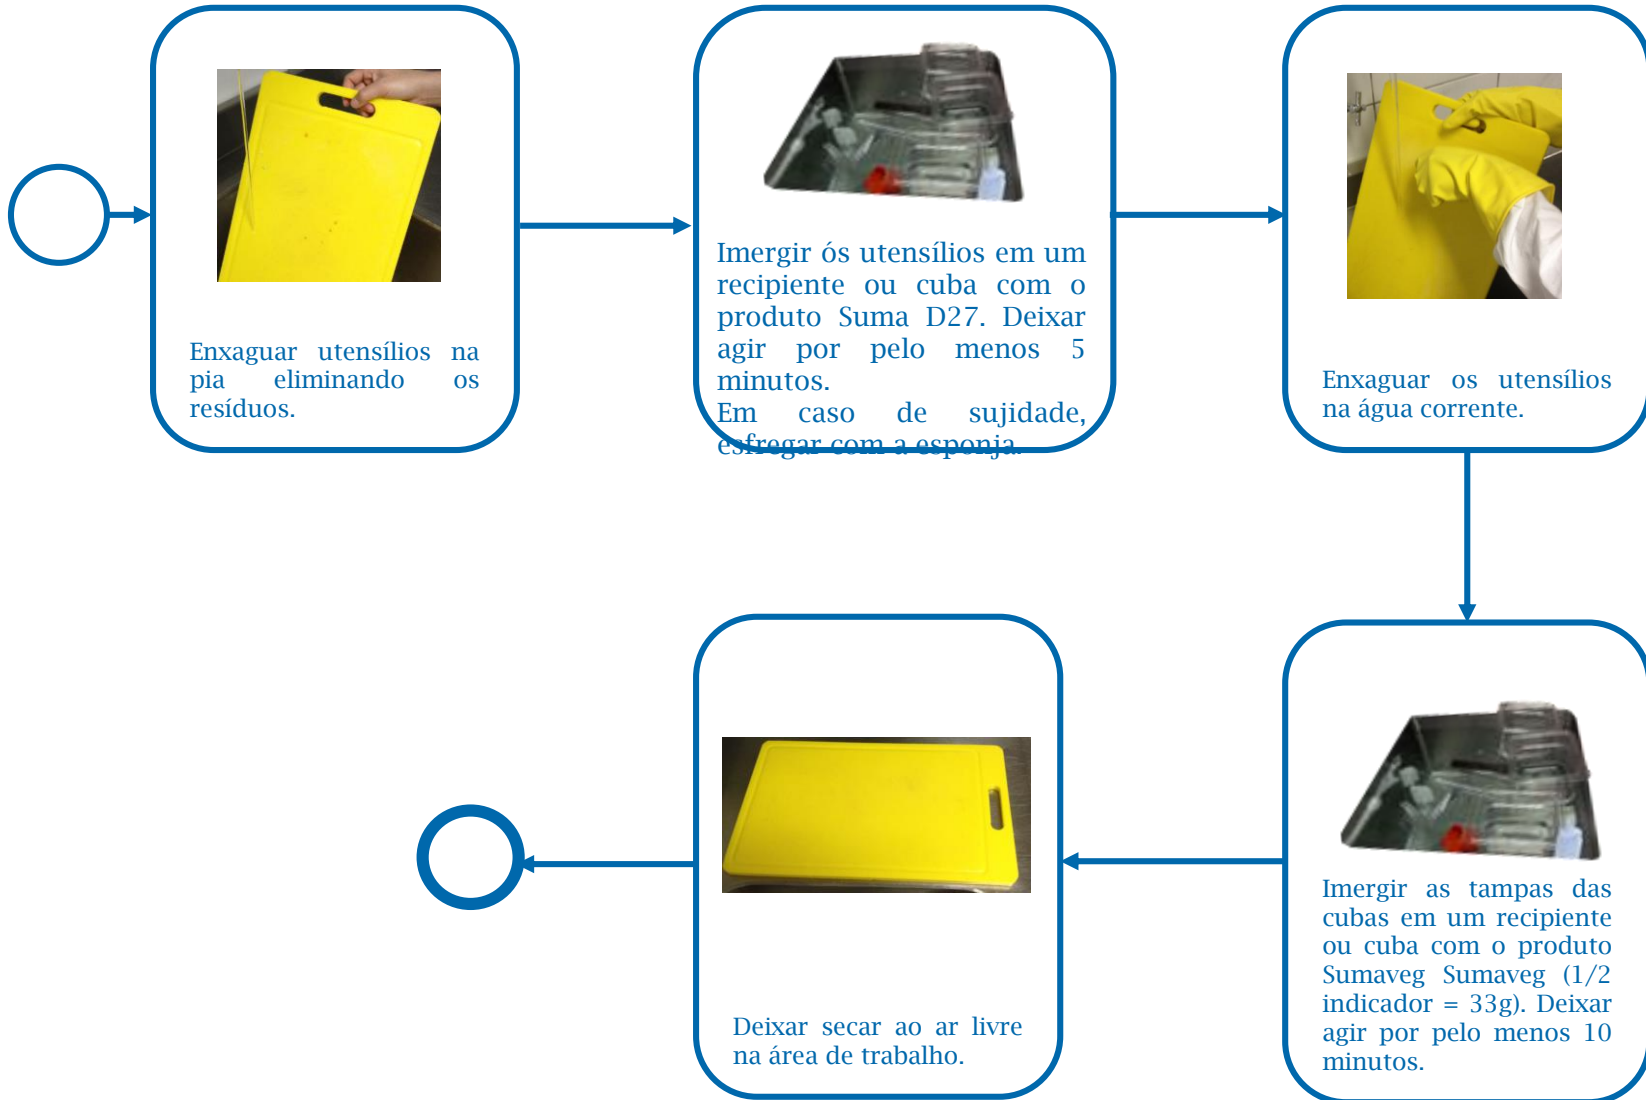 Enxaguar utensílios na
pia eliminando os
resíduos.
Imergir ós utensílios em um
recipiente ou cuba com o
produto Suma D27. Deixar
agir por pelo menos 5
minutos.
Em caso de sujidade,
esfregar com a esponja.
Enxaguar os utensílios
na água corrente.
Imergir as tampas das
cubas em um recipiente
ou cuba com o produto
Sumaveg Sumaveg (1/2
indicador = 33g). Deixar
agir por pelo menos 10
minutos.
Deixar secar ao ar livre
na área de trabalho.